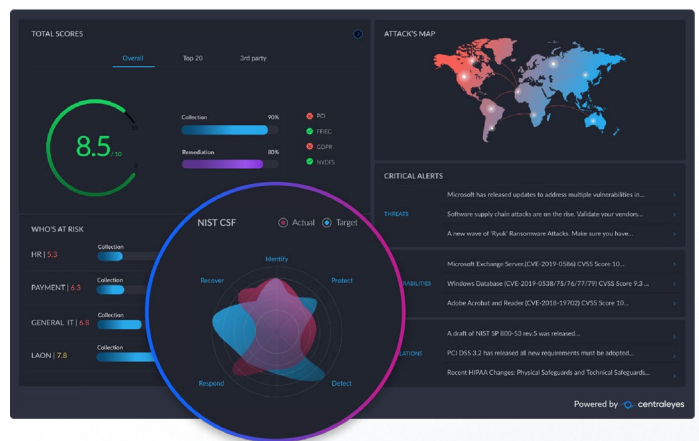 TOTAL SCORES
Overall
Top 20
3rd party
8.5 / 10
Collection 90%
Remediation 80%
PCI
FFIEC
GDPR
NYDFS
ATTACK'S MAP
CRITICAL ALERTS
THREATS
Microsoft has released updates to address multiple vulnerabilities in...
Software supply chain attacks are on the rise. Validate your vendors...
A new wave of 'Ryuk' Ransomware Attacks. Make sure you have...
ABILITIES
Microsoft Exchange Server(CVE-2019-0586) CVSS Score 10...
Windows Database (CVE-2019-0538/75/76/77/79) CVSS Score 9.3 ...
Adobe Acrobat and Reader (CVE-2018-19702) CVSS Score 10...
LATIONS
A draft of NIST SP 800-53 rev.5 was released...
PCI DSS 3.2 has released all new requirements must be adopted...
Recent HIPAA Changes: Physical Safeguards and Technical Safeguards...
WHO'S AT RISK
HR | 5.3
Collection
PAYMENT | 6.3
Collection
GENERAL IT | 6.8
Collection
LAON | 7.8
Collection
NIST CSF
Actual
Target
Identify
Protect
Detect
Respond
Recover
Powered by centraleyes